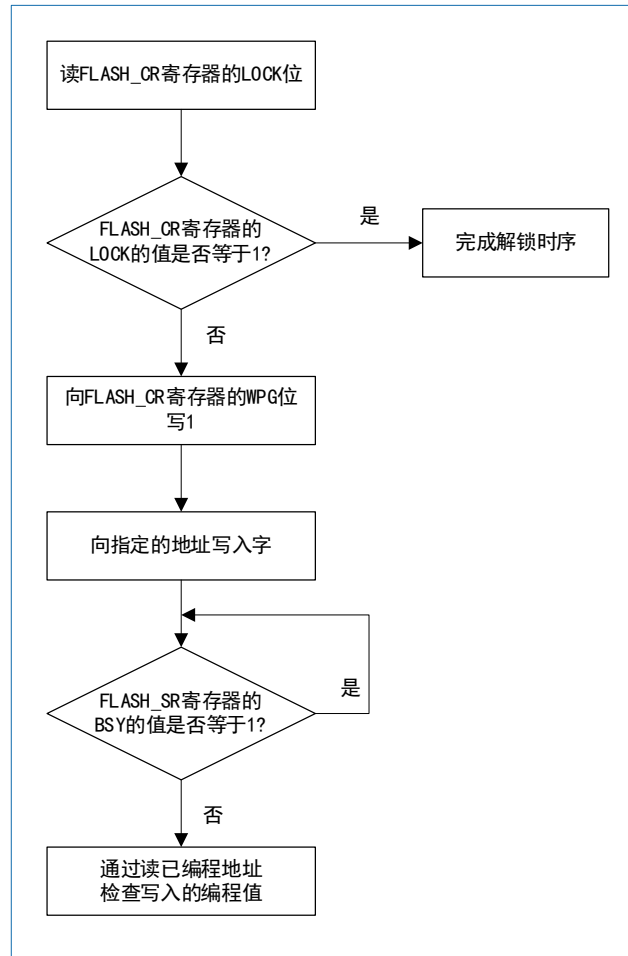 读FLASH_CR寄存器的LOCK位
FLASH_CR寄存器的
LOCK的值是否等于1?
是
完成解锁时序
否
向FLASH_CR寄存器的WPG位
写1
向指定的地址写入字
FLASH_SR寄存器的
BSY的值是否等于1?
是
否
通过读已编程地址
检查写入的编程值